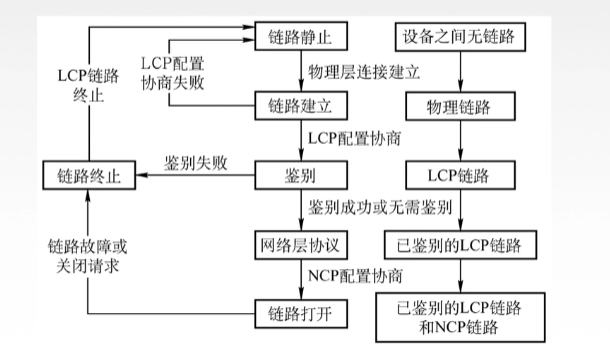 链路静止
设备之间无链路
LCP配置
协商失败
LCP链路
终止
物理层连接建立
链路建立
物理链路
LCP配置协商
鉴别失败
链路终止
鉴别
LCP链路
鉴别成功或无需鉴别
网络层协议
已鉴别的LCP链路
链路故障或
关闭请求
NCP配置协商
链路打开
已鉴别的LCP链路
和NCP链路